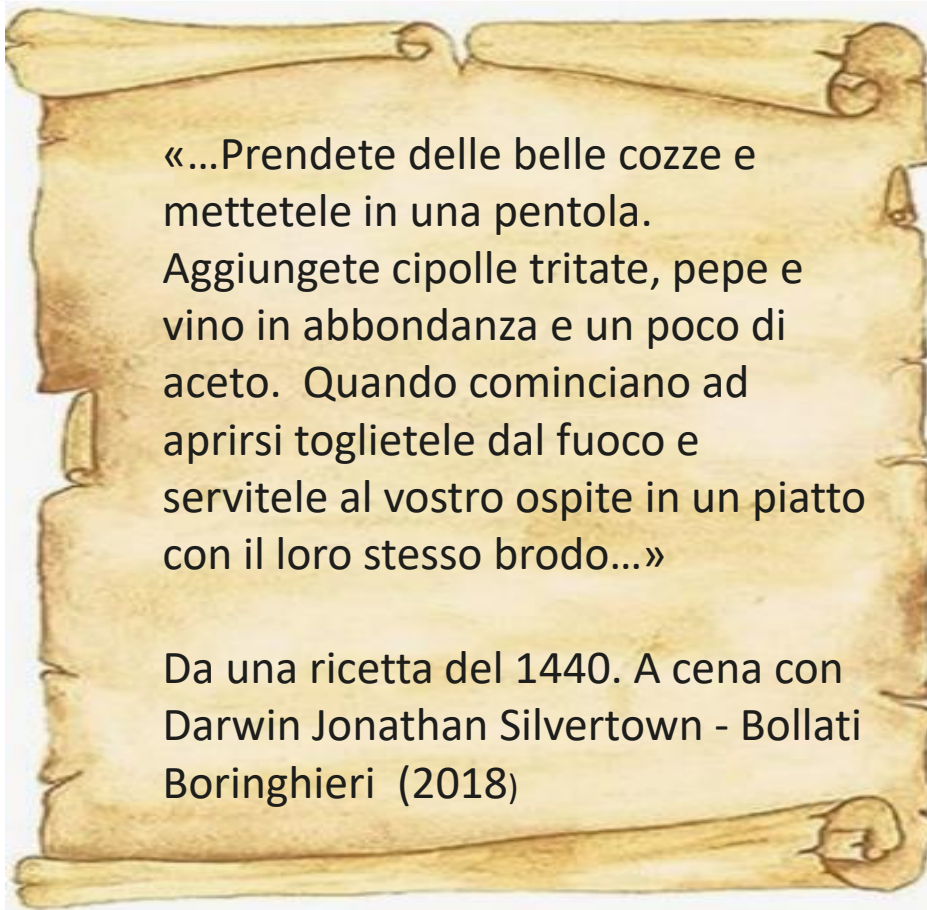 «…Prendete delle belle cozze e
mettetele in una pentola.
Aggiungete cipolle tritate, pepe e
vino in abbondanza e un poco di
aceto.  Quando cominciano ad
aprirsi toglietele dal fuoco e
servitele al vostro ospite in un piatto
con il loro stesso brodo…»
Da una ricetta del 1440. A cena con
Darwin Jonathan Silvertown - Bollati
Boringhieri  (2018)